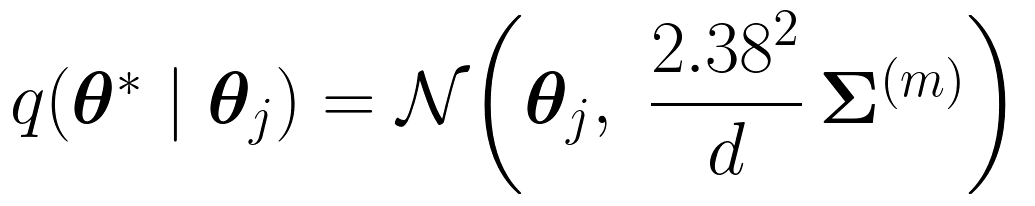 q(θ* | θ_j) = 𝒩(θ_j, 2.38²/d Σ^(m))